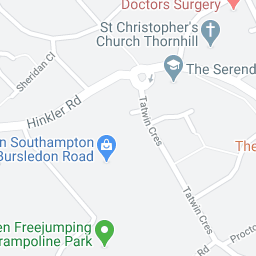 Doctors Surgery
St Christopher's
Church Thornhill
Sheridan Cl
The Serend
Hinkler Rd
Tatwin Cres
n Southampton
Bursledon Road
The
Tatwin Cres
en Freejumping
Trampoline Park
Procto
Rd